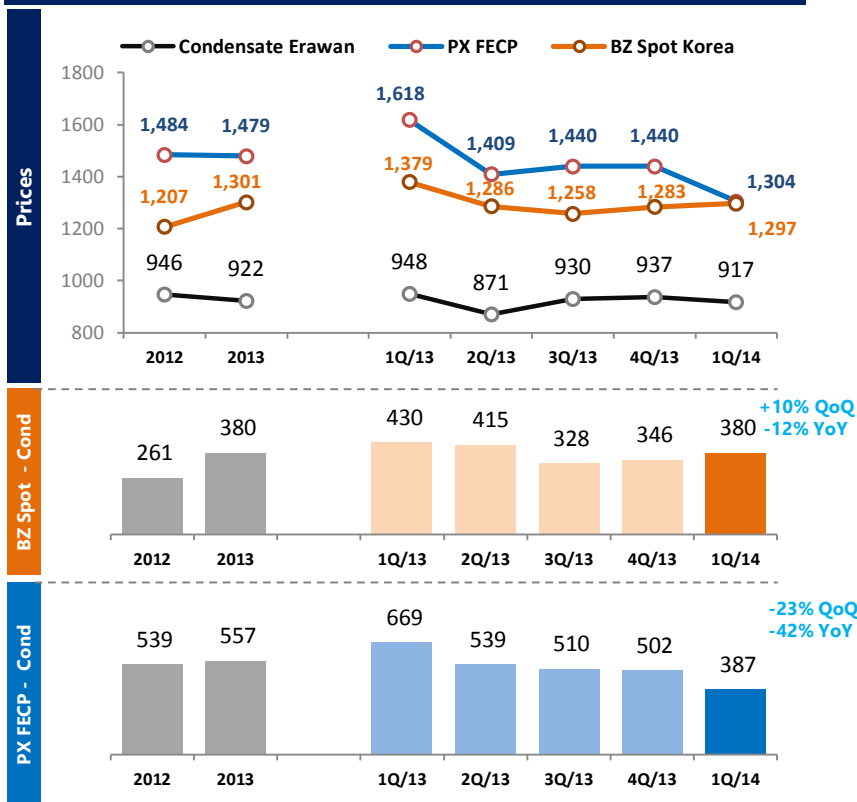 Condensate Erawan PX FECP BZ Spot Korea
Prices
1800
1600
1400
1200
1000
800
1,484 1,479 1,618 1,409 1,440 1,440 1,304
1,207 1,301 1,379 1,286 1,258 1,283 1,297
946 922 948 871 930 937 917
2012 2013 1Q/13 2Q/13 3Q/13 4Q/13 1Q/14
BZ Spot - Cond
+10% QoQ
-12% YoY
261 380 430 415 328 346 380
2012 2013 1Q/13 2Q/13 3Q/13 4Q/13 1Q/14
PX FECP - Cond
-23% QoQ
-42% YoY
539 557 669 539 510 502 387
2012 2013 1Q/13 2Q/13 3Q/13 4Q/13 1Q/14